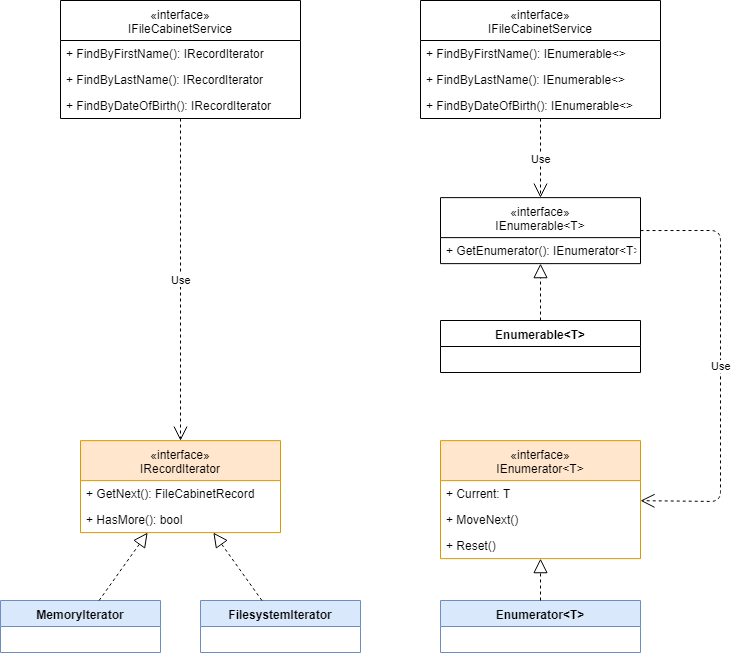 «interface»
IFileCabinetService
+ FindByFirstName(): IRecordIterator
+ FindByLastName(): IRecordIterator
+ FindByDateOfBirth(): IRecordIterator
Use
«interface»
IRecordIterator
+ GetNext(): FileCabinetRecord
+ HasMore(): bool
MemoryIterator
FilesystemIterator
«interface»
IFileCabinetService
+ FindByFirstName(): IEnumerable<>
+ FindByLastName(): IEnumerable<>
+ FindByDateOfBirth(): IEnumerable<>
Use
«interface»
IEnumerable<T>
+ GetEnumerator(): IEnumerator<T>
Enumerable<T>
Use
«interface»
IEnumerator<T>
+ Current: T
+ MoveNext()
+ Reset()
Enumerator<T>